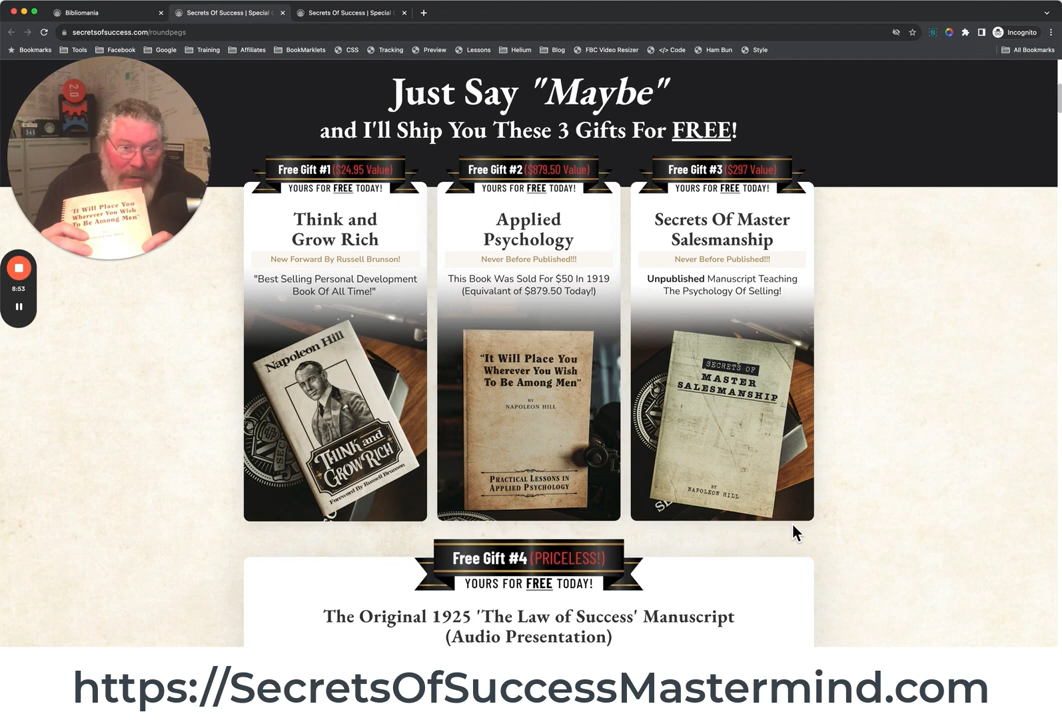 Bibliomania
Secrets Of Success | Special
Secrets Of Success | Special
secretsofsuccess.com/roundpegs
Incognito
Bookmarks
Tools
Facebook
Google
Training
Affiliates
BookMarklets
CSS
Tracking
Preview
Lessons
Helium
Blog
FBC Video Resizer
</> Code
Ham Bun
Style
All Bookmarks
Just Say "Maybe"
and I'll Ship You These 3 Gifts For FREE!
2.0
343
"It Will Place You
Wherever You Wish
To Be Among Men"
8:53
Free Gift #1 ($24.95 Value)
YOURS FOR FREE TODAY!
Think and
Grow Rich
New Forward By Russell Brunson!
"Best Selling Personal Development
Book Of All Time!"
Napoleon Hill
THINK and
GROW RICH
Foreword By Russell Brunson
Free Gift #2 ($879.50 Value)
YOURS FOR FREE TODAY!
Applied
Psychology
Never Before Published!!!
This Book Was Sold For $50 In 1919
(Equivalant of $879.50 Today!)
"It Will Place You
Wherever You Wish
To Be Among Men"
BY
NAPOLEON HILL
PRACTICAL LESSONS IN
APPLIED PSYCHOLOGY
Free Gift #3 ($297 Value)
YOURS FOR FREE TODAY!
Secrets Of Master
Salesmanship
Never Before Published!!!
Unpublished Manuscript Teaching
The Psychology Of Selling!
SECRETS OF
MASTER
SALESMANSHIP
BY
NAPOLEON HILL
Free Gift #4 (PRICELESS!)
YOURS FOR FREE TODAY!
The Original 1925 'The Law of Success' Manuscript
(Audio Presentation)
https://SecretsOfSuccessMastermind.com